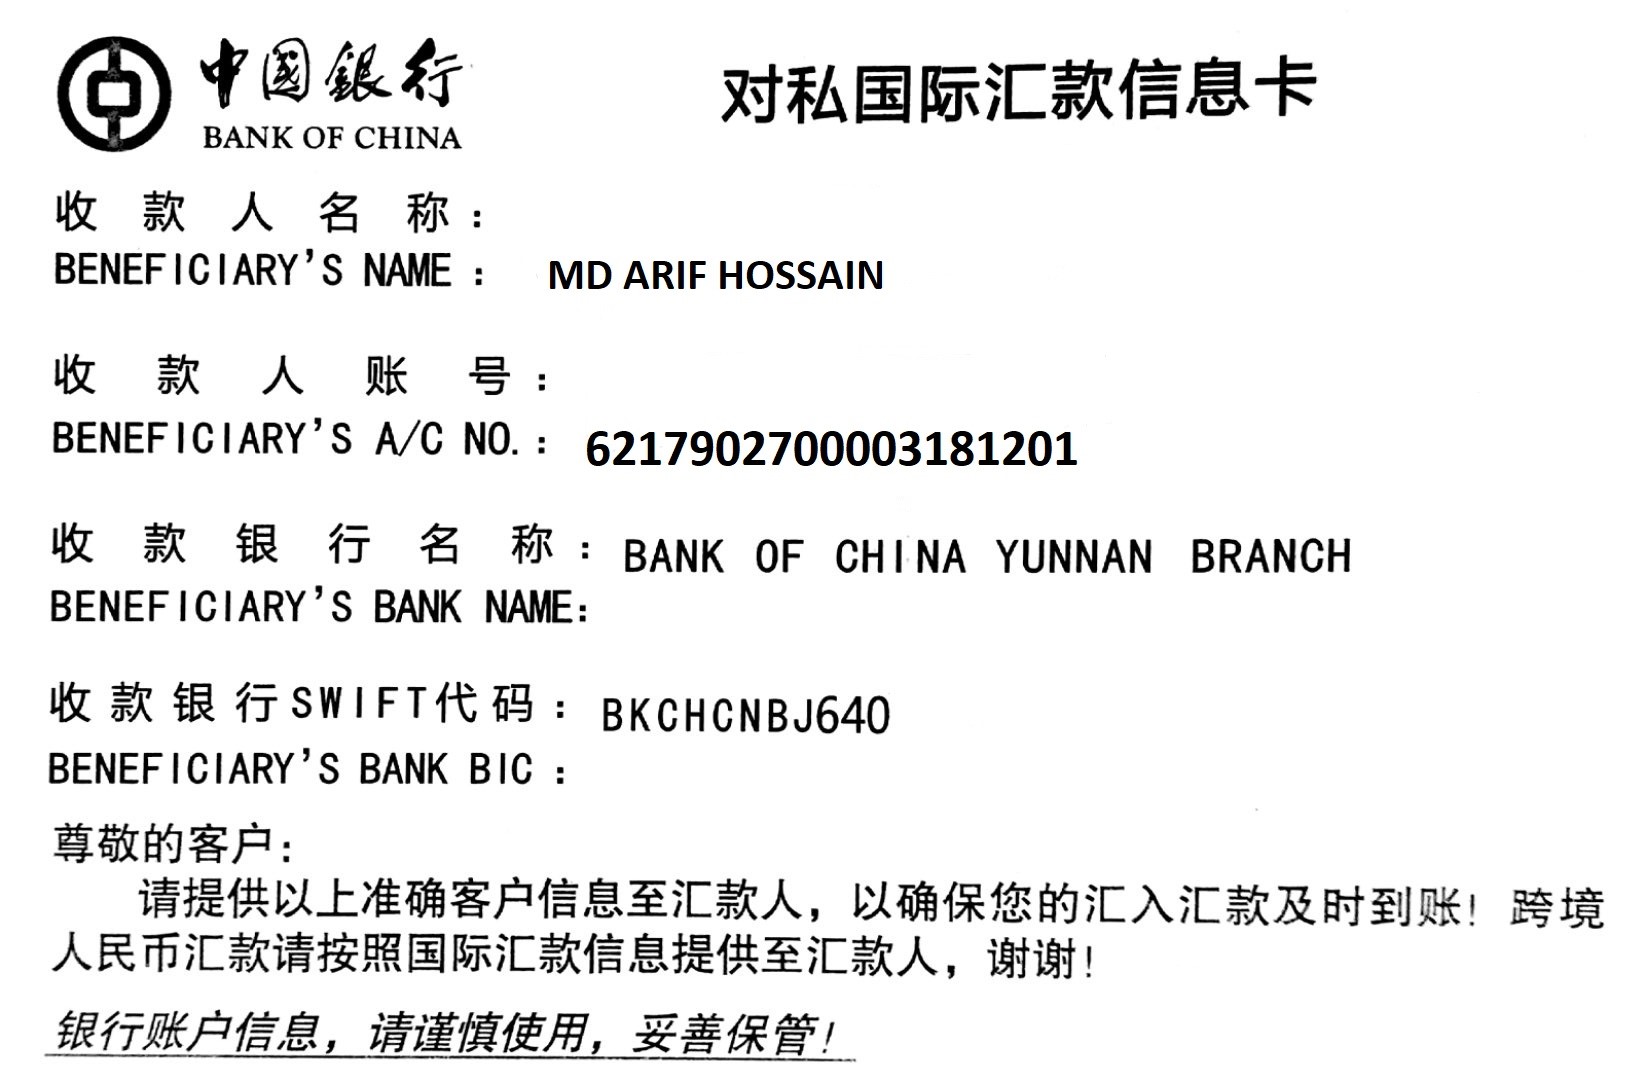 中國銀行
BANK OF CHINA
对私国际汇款信息卡
收款人名称：
BENEFICIARY'S NAME： MD ARIF HOSSAIN
收款人账号：
BENEFICIARY'S A/C NO.： 6217902700003181201
收款银行名称：BANK OF CHINA YUNNAN BRANCH
BENEFICIARY'S BANK NAME：
收款银行SWIFT代码：BKCHCNBJ640
BENEFICIARY'S BANK BIC：
尊敬的客户：
请提供以上准确客户信息至汇款人，以确保您的汇入汇款及时到账！跨境
人民币汇款请按照国际汇款信息提供至汇款人，谢谢！
银行账户信息，请谨慎使用，妥善保管！